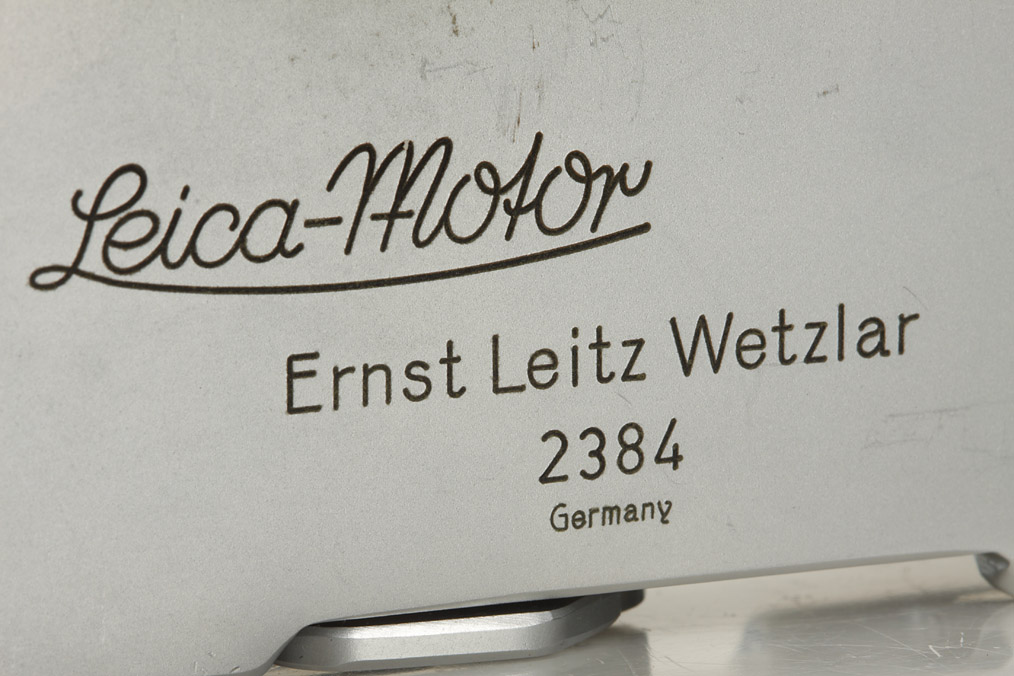 Leica-Motor
Ernst Leitz Wetzlar
2384
Germany